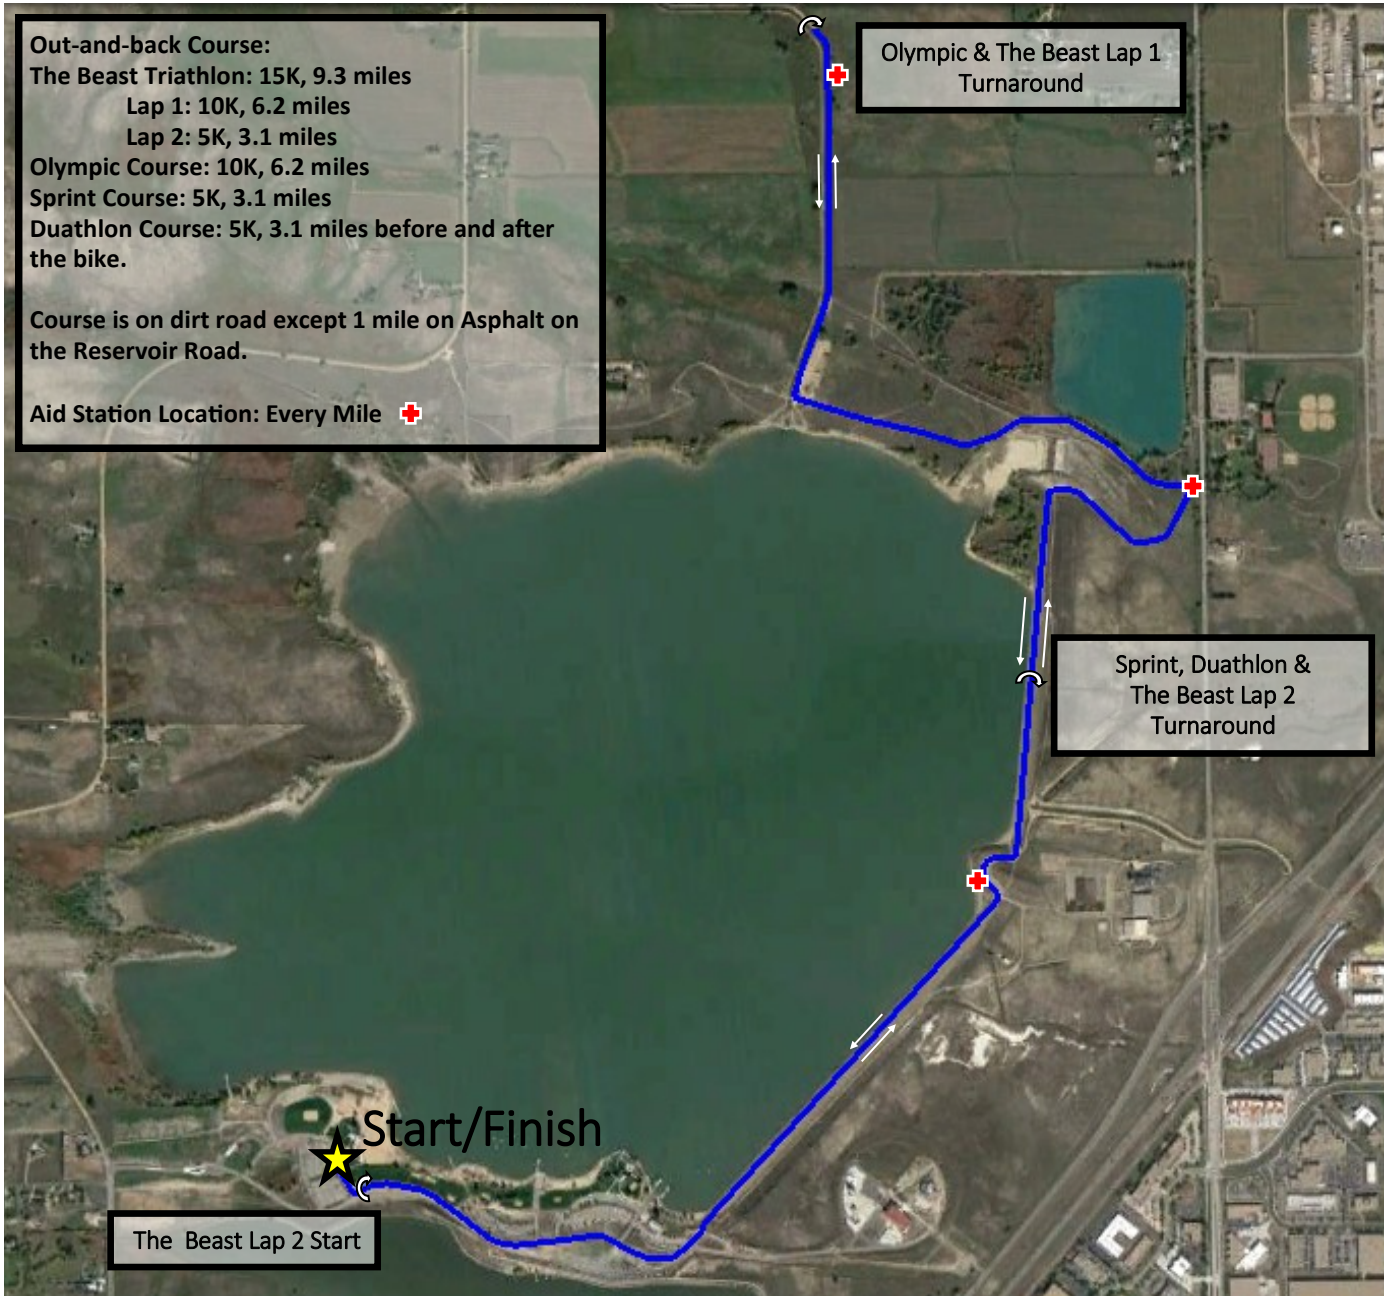 Out-and-back Course:
The Beast Triathlon: 15K, 9.3 miles
Lap 1: 10K, 6.2 miles
Lap 2: 5K, 3.1 miles
Olympic Course: 10K, 6.2 miles
Sprint Course: 5K, 3.1 miles
Duathlon Course: 5K, 3.1 miles before and after
the bike.
Course is on dirt road except 1 mile on Asphalt on
the Reservoir Road.
Aid Station Location: Every Mile
Olympic & The Beast Lap 1
Turnaround
Sprint, Duathlon &
The Beast Lap 2
Turnaround
Start/Finish
The Beast Lap 2 Start